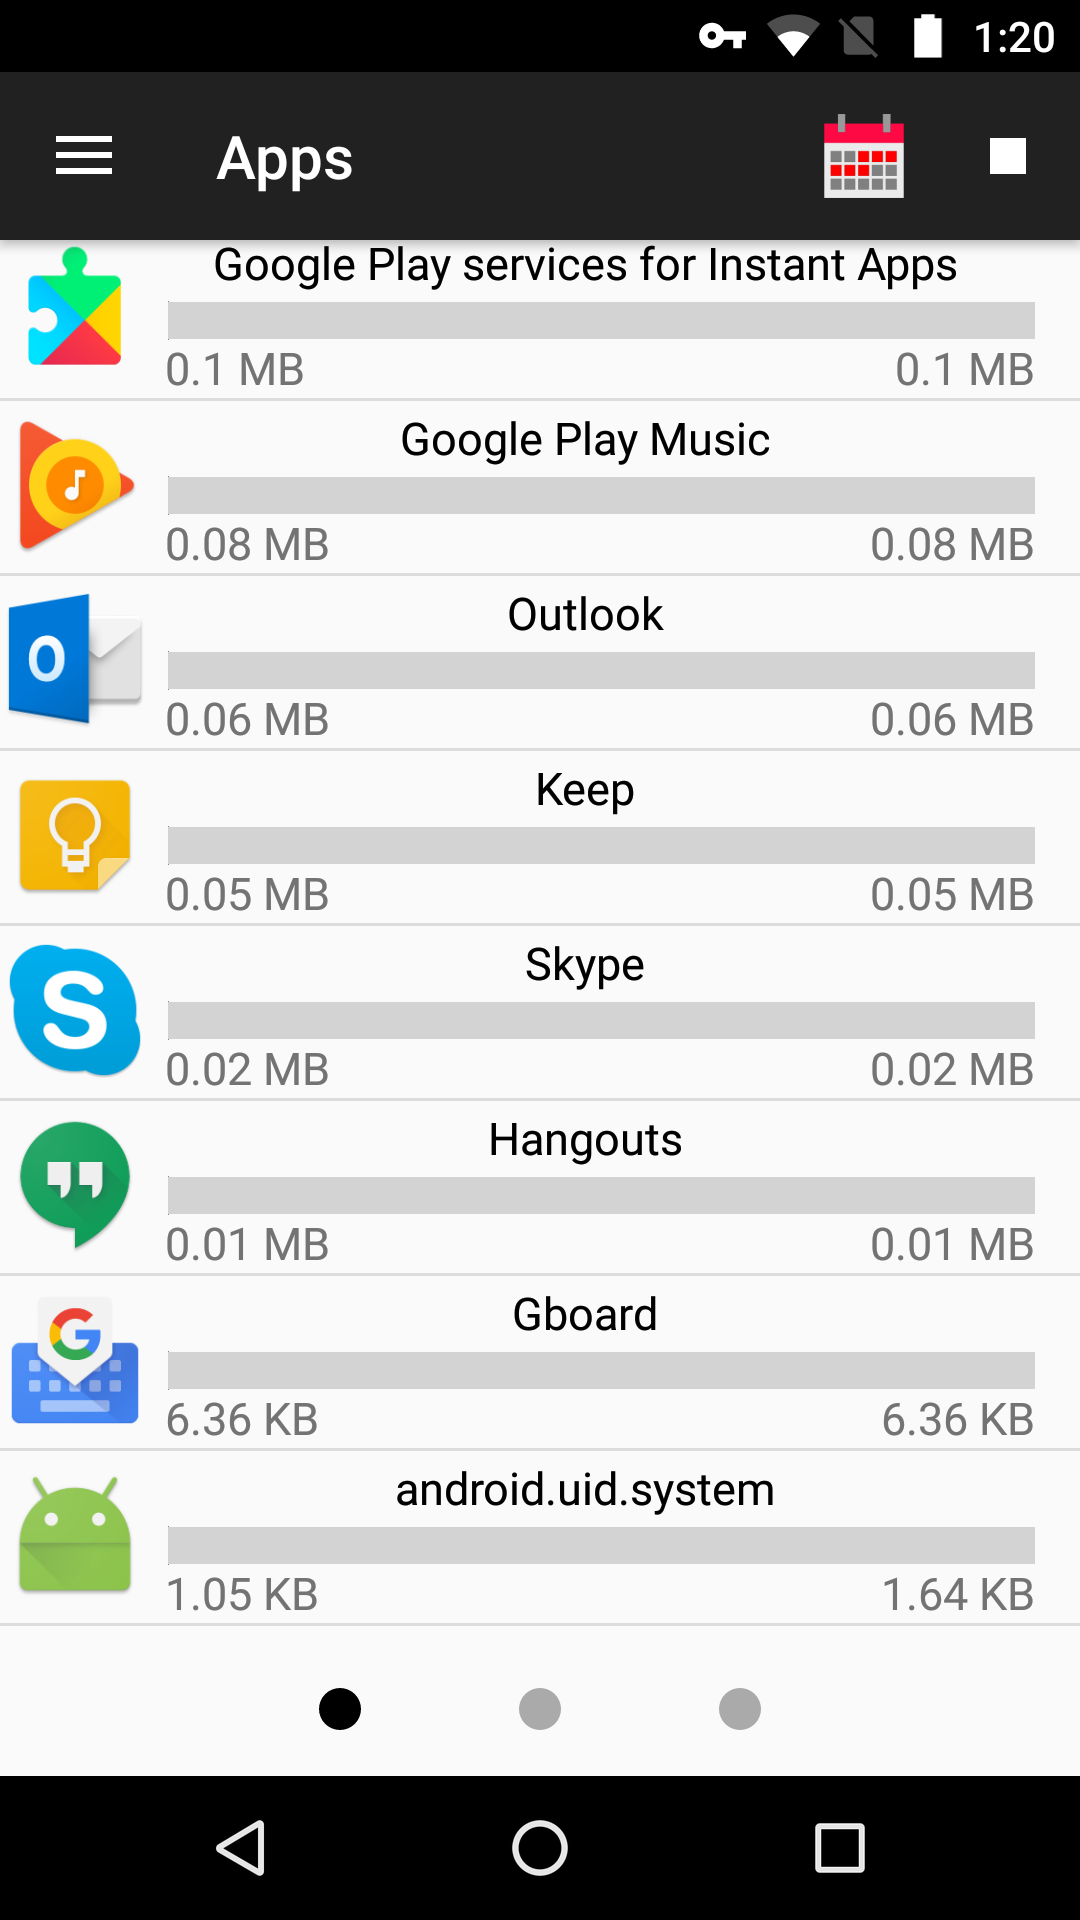 1:20
Apps
Google Play services for Instant Apps
0.1 MB 0.1 MB
Google Play Music
0.08 MB 0.08 MB
Outlook
0.06 MB 0.06 MB
Keep
0.05 MB 0.05 MB
Skype
0.02 MB 0.02 MB
Hangouts
0.01 MB 0.01 MB
Gboard
6.36 KB 6.36 KB
android.uid.system
1.05 KB 1.64 KB